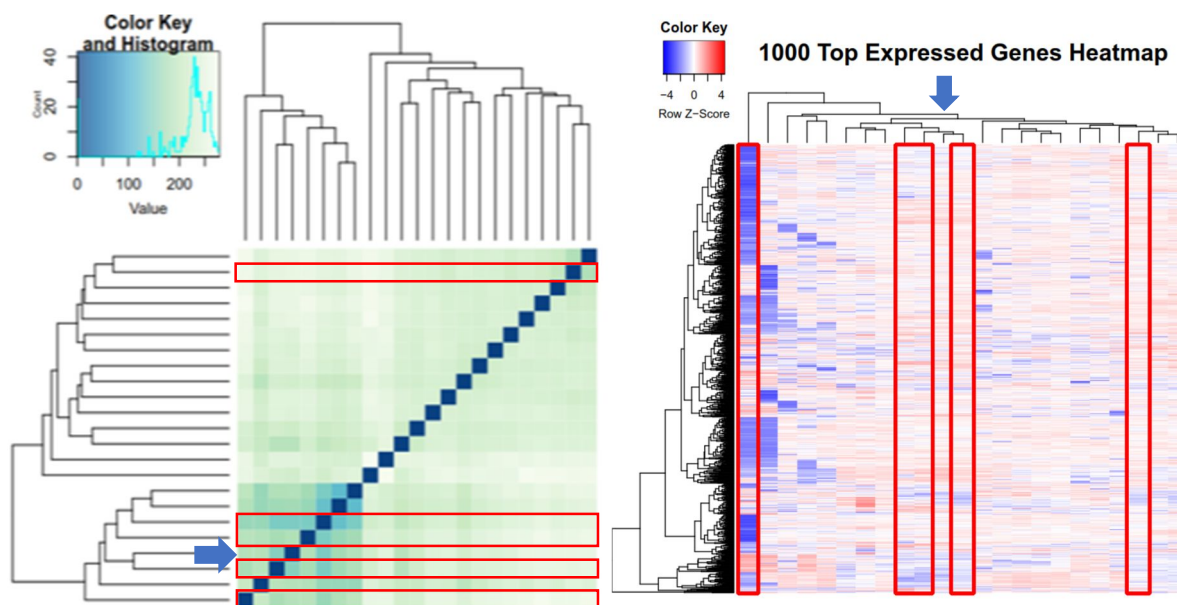 Color Key
and Histogram
Count
0 20 40
0 100 200
Value
Color Key
−4 0 4
Row Z−Score
1000 Top Expressed Genes Heatmap